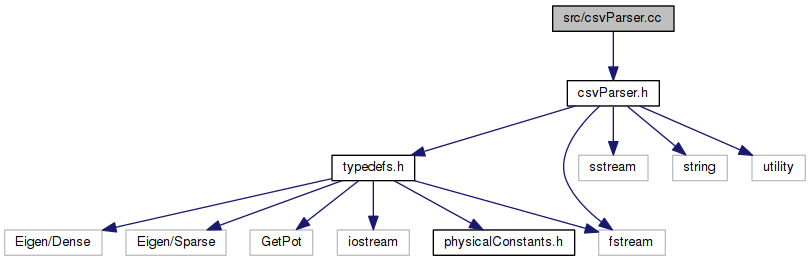 src/csvParser.cc
csvParser.h
typedefs.h
sstream
string
utility
Eigen/Dense
Eigen/Sparse
GetPot
iostream
physicalConstants.h
fstream